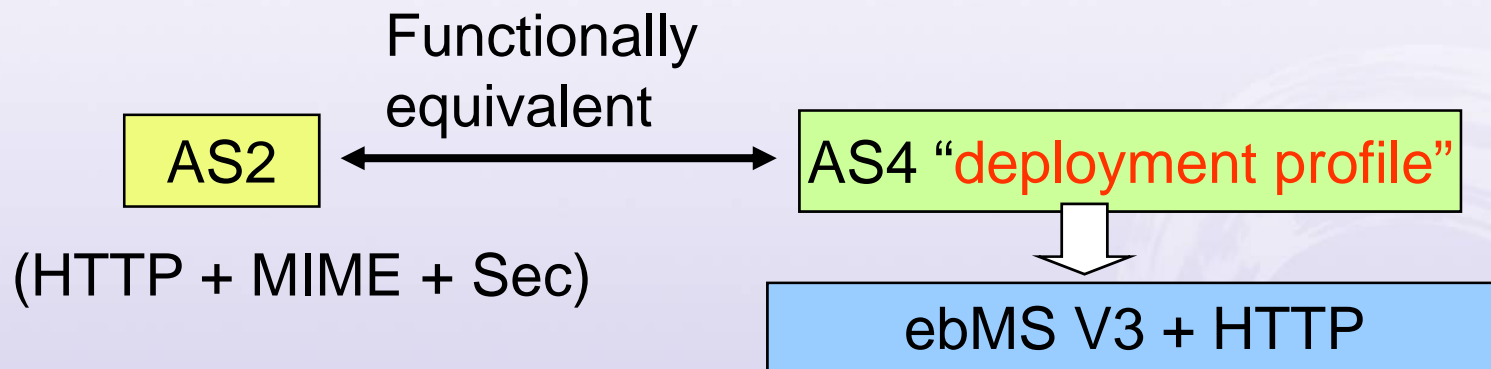 Functionally
equivalent
AS2
AS4 “deployment profile”
(HTTP + MIME + Sec)
ebMS V3 + HTTP